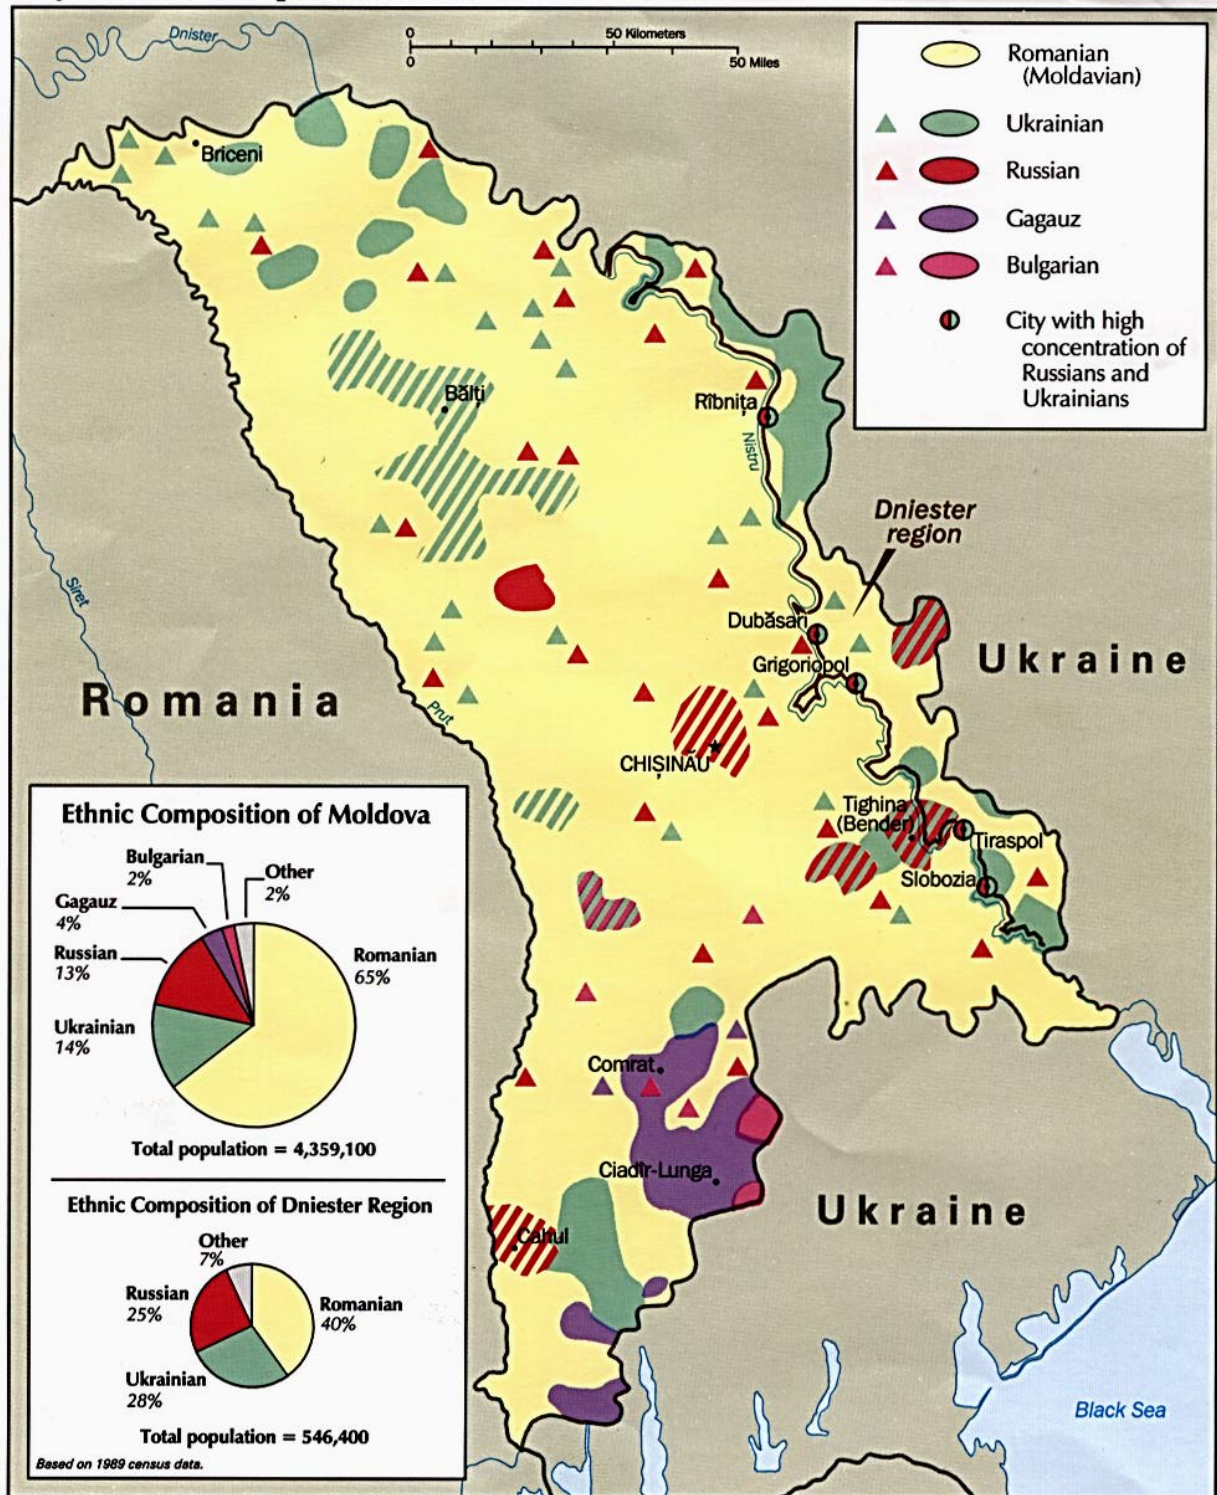 Dnister
0
50 Kilometers
0
50 Miles
Romanian
(Moldavian)
Ukrainian
Russian
Gagauz
Bulgarian
City with high
concentration of
Russians and
Ukrainians
Briceni
Bălți
Rîbnița
Nistru
Dniester
region
Siret
Dubăsari
Grigoriopol
Ukraine
Romania
Prut
CHIȘINĂU
Tighina
(Bender)
Tiraspol
Slobozia
Comrat
Ciadîr-Lunga
Cahul
Ukraine
Black Sea
Ethnic Composition of Moldova
Bulgarian
2%
Other
2%
Gagauz
4%
Russian
13%
Romanian
65%
Ukrainian
14%
Total population = 4,359,100
Ethnic Composition of Dniester Region
Other
7%
Russian
25%
Romanian
40%
Ukrainian
28%
Total population = 546,400
Based on 1989 census data.